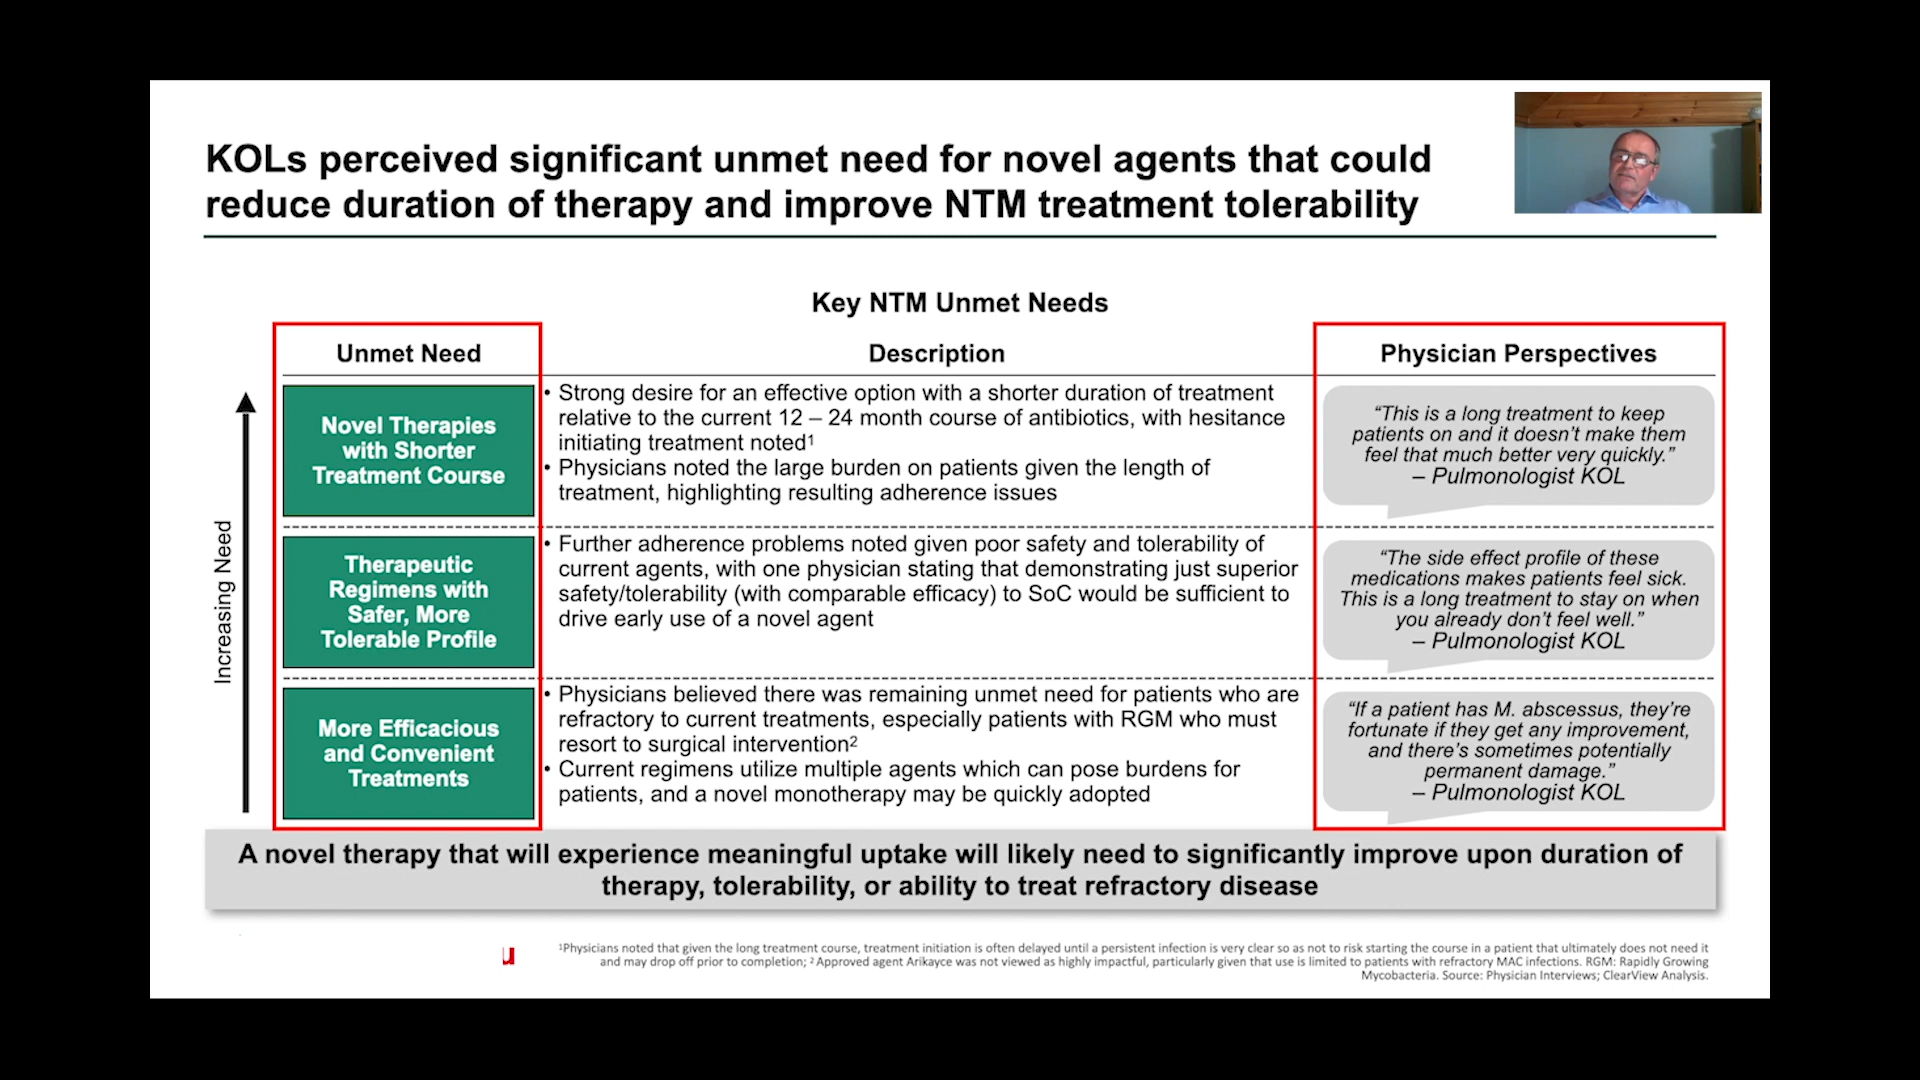 KOLs perceived significant unmet need for novel agents that could
reduce duration of therapy and improve NTM treatment tolerability
Key NTM Unmet Needs
Unmet Need
Description
Physician Perspectives
Increasing Need
Novel Therapies
with Shorter
Treatment Course
• Strong desire for an effective option with a shorter duration of treatment
relative to the current 12 – 24 month course of antibiotics, with hesitance
initiating treatment noted¹
• Physicians noted the large burden on patients given the length of
treatment, highlighting resulting adherence issues
“This is a long treatment to keep
patients on and it doesn’t make them
feel that much better very quickly.”
– Pulmonologist KOL
Therapeutic
Regimens with
Safer, More
Tolerable Profile
• Further adherence problems noted given poor safety and tolerability of
current agents, with one physician stating that demonstrating just superior
safety/tolerability (with comparable efficacy) to SoC would be sufficient to
drive early use of a novel agent
“The side effect profile of these
medications makes patients feel sick.
This is a long treatment to stay on when
you already don’t feel well.”
– Pulmonologist KOL
More Efficacious
and Convenient
Treatments
• Physicians believed there was remaining unmet need for patients who are
refractory to current treatments, especially patients with RGM who must
resort to surgical intervention²
• Current regimens utilize multiple agents which can pose burdens for
patients, and a novel monotherapy may be quickly adopted
“If a patient has M. abscessus, they’re
fortunate if they get any improvement,
and there’s sometimes potentially
permanent damage.”
– Pulmonologist KOL
A novel therapy that will experience meaningful uptake will likely need to significantly improve upon duration of
therapy, tolerability, or ability to treat refractory disease
¹Physicians noted that given the long treatment course, treatment initiation is often delayed until a persistent infection is very clear so as not to risk starting the course in a patient that ultimately does not need it
and may drop off prior to completion; ² Approved agent Arikayce was not viewed as highly impactful, particularly given that use is limited to patients with refractory MAC infections. RGM: Rapidly Growing
Mycobacteria. Source: Physician Interviews; ClearView Analysis.